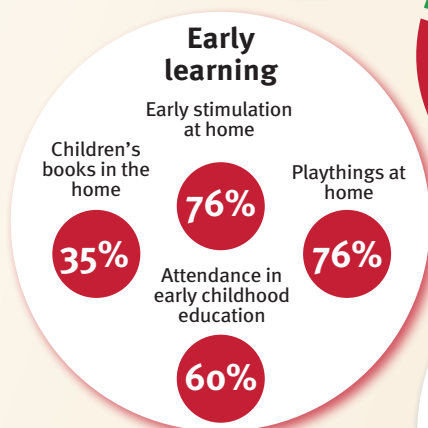 Early
learning
Early stimulation
at home
76%
Children’s
books in the
home
35%
Playthings at
home
76%
Attendance in
early childhood
education
60%